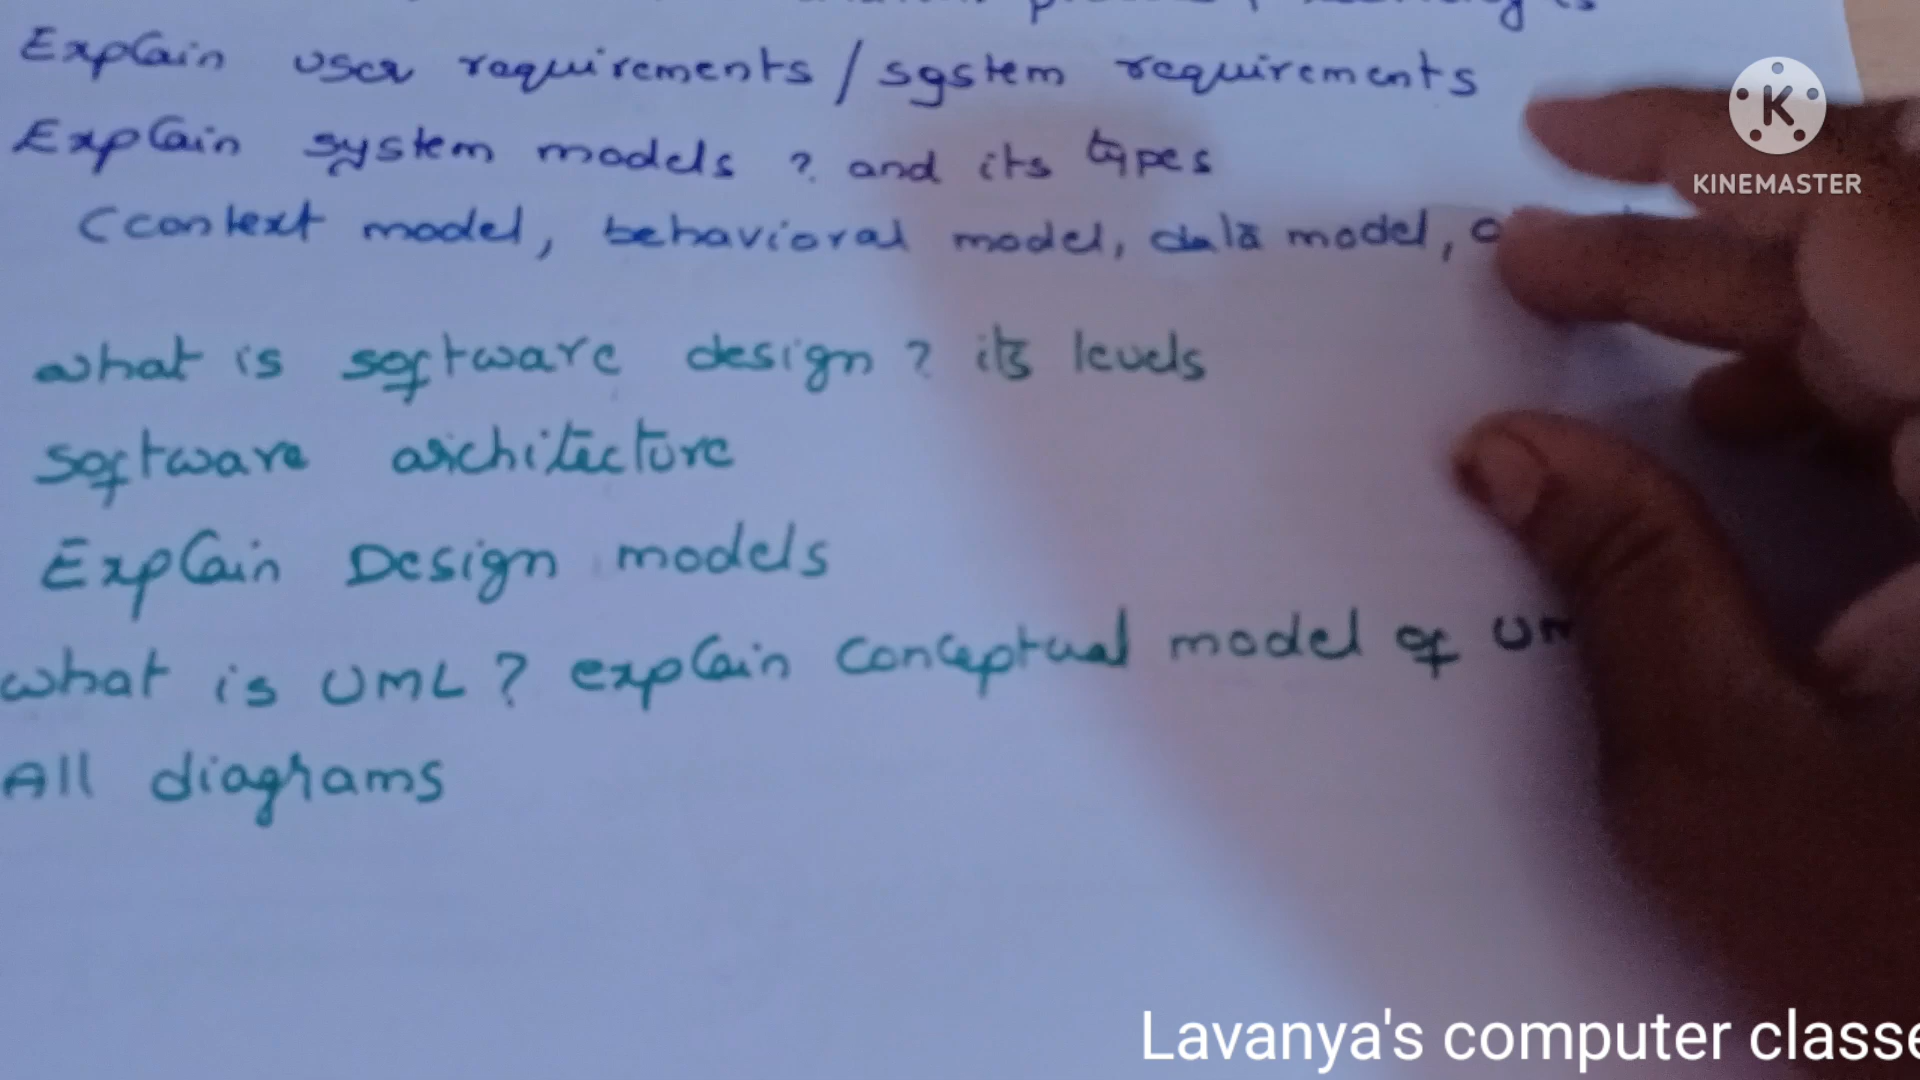 Explain user requirements / system requirements
Explain system models ? and its types
(context model, behavioral model, data model,
what is software design ? its levels
software architecture
Explain Design models
what is UML ? explain conceptual model of
All diagrams
K
KINEMASTER
Lavanya's computer classe